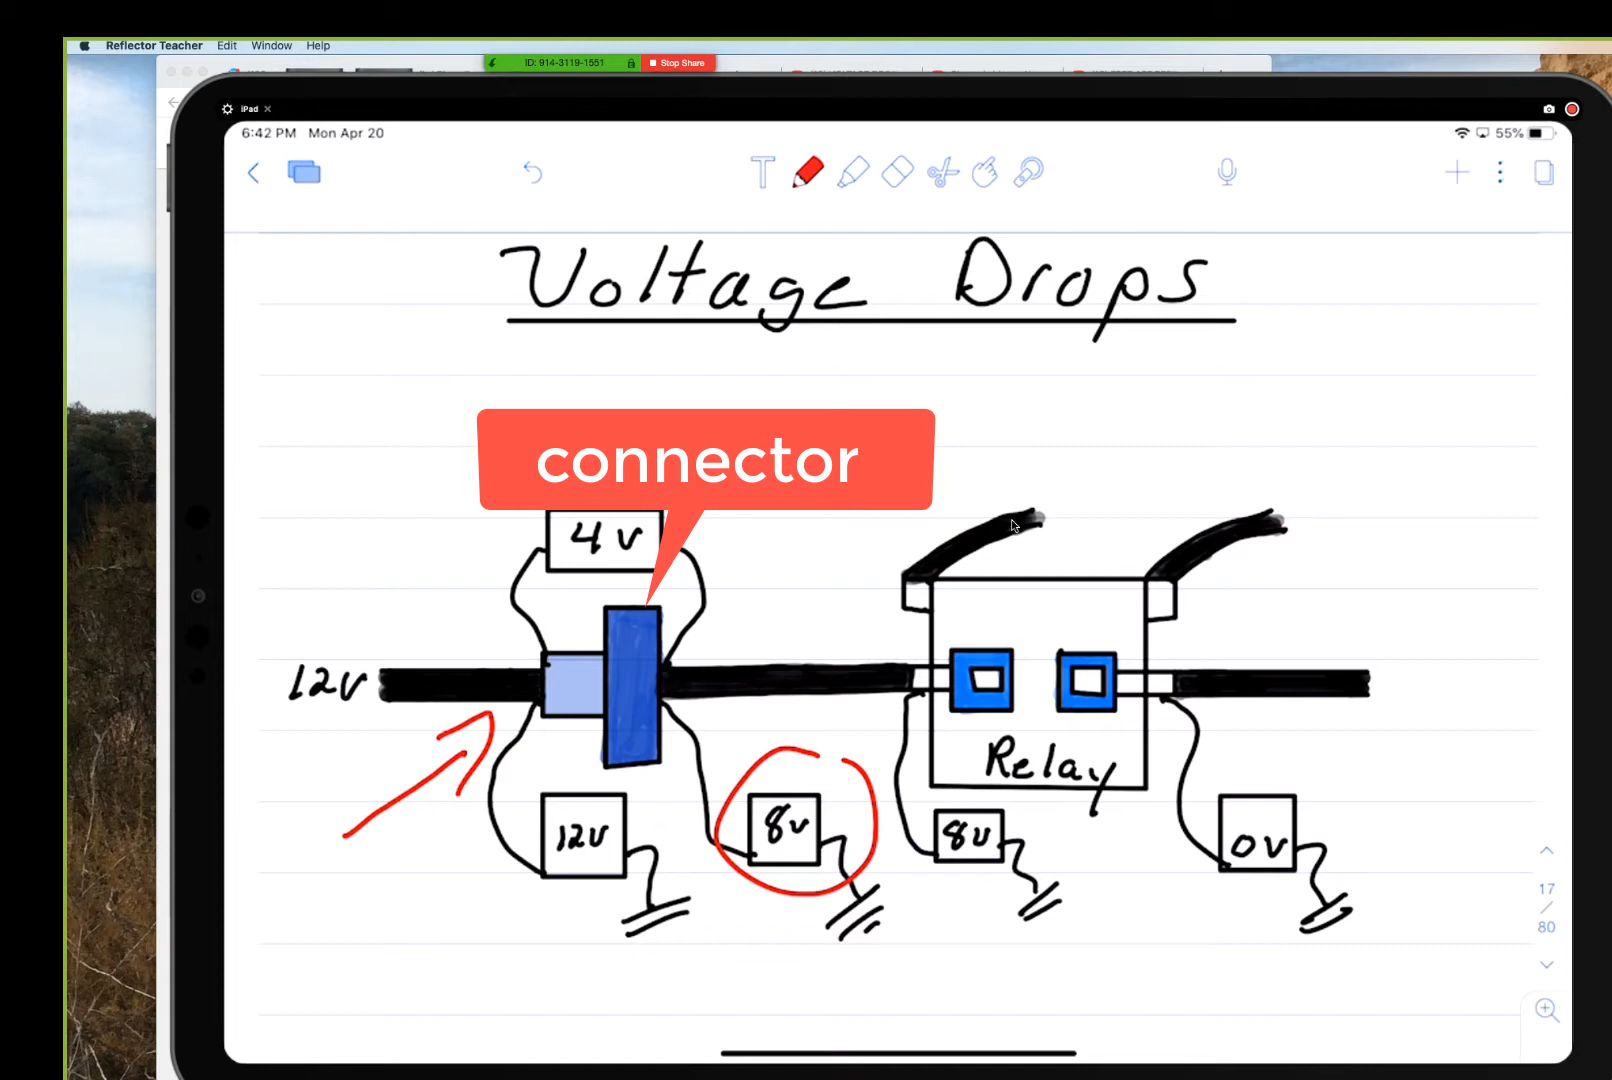 Reflector Teacher Edit Window Help
ID: 914-3119-1551 Stop Share
iPad
6:42 PM Mon Apr 20
55%
T
Voltage Drops
connector
4v
12v
Relay
12v
8v
8v
0v
17
/
80